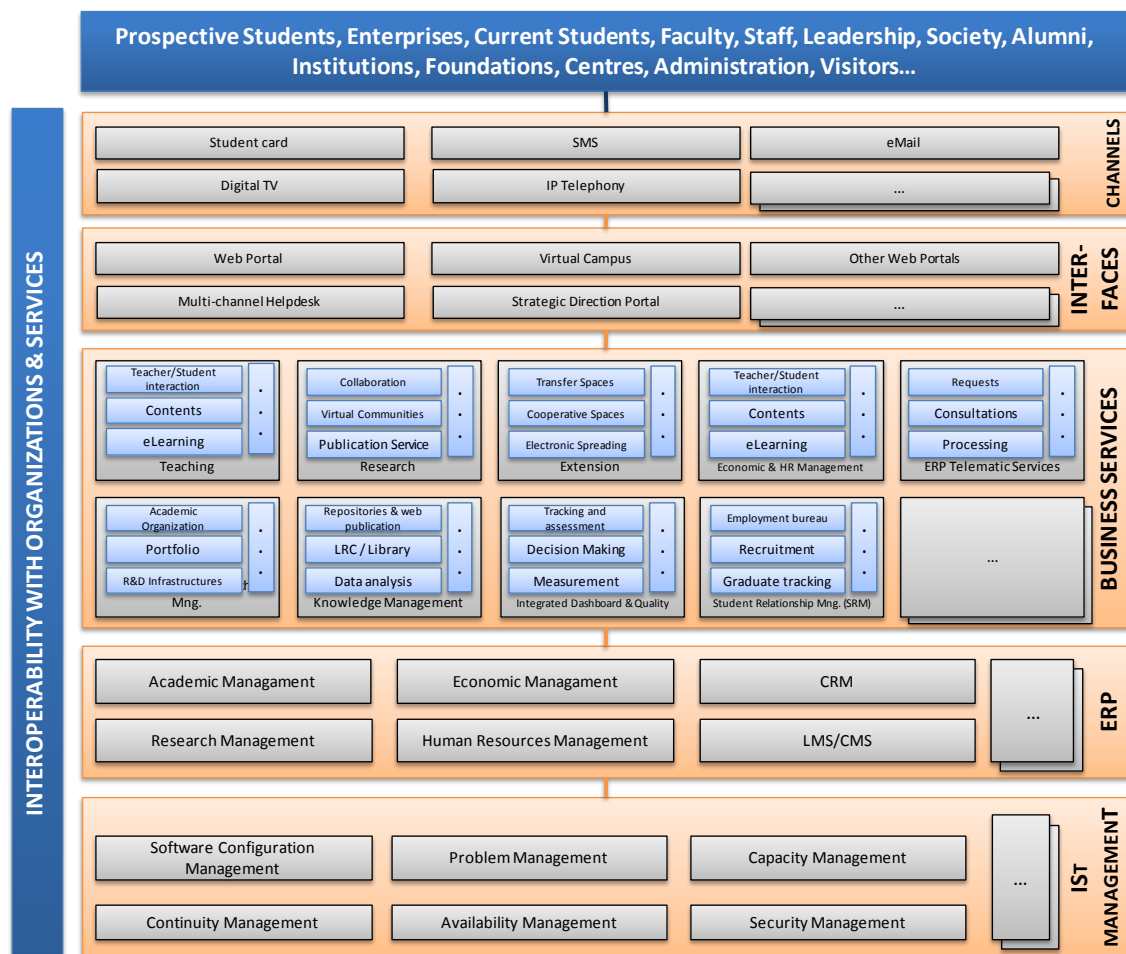 Prospective Students, Enterprises, Current Students, Faculty, Staff, Leadership, Society, Alumni,
Institutions, Foundations, Centres, Administration, Visitors...
INTEROPERABILITY WITH ORGANIZATIONS & SERVICES
CHANNELS
Student card
SMS
eMail
Digital TV
IP Telephony
...
INTER-
FACES
Web Portal
Virtual Campus
Other Web Portals
Multi-channel Helpdesk
Strategic Direction Portal
...
BUSINESS SERVICES
Teacher/Student
interaction
Contents
eLearning
...
Teaching
Collaboration
Virtual Communities
Publication Service
...
Research
Transfer Spaces
Cooperative Spaces
Electronic Spreading
...
Extension
Teacher/Student
interaction
Contents
eLearning
...
Economic & HR Management
Requests
Consultations
Processing
...
ERP Telematic Services
Academic
Organization
Portfolio
R&D Infrastructures
...
Mng.
Repositories & web
publication
LRC / Library
Data analysis
...
Knowledge Management
Tracking and
assessment
Decision Making
Measurement
...
Integrated Dashboard & Quality
Employment bureau
Recruitment
Graduate tracking
...
Student Relationship Mng. (SRM)
...
ERP
Academic Managament
Economic Managament
CRM
Research Management
Human Resources Management
LMS/CMS
...
IST
MANAGEMENT
Software Configuration
Management
Problem Management
Capacity Management
Continuity Management
Availability Management
Security Management
...